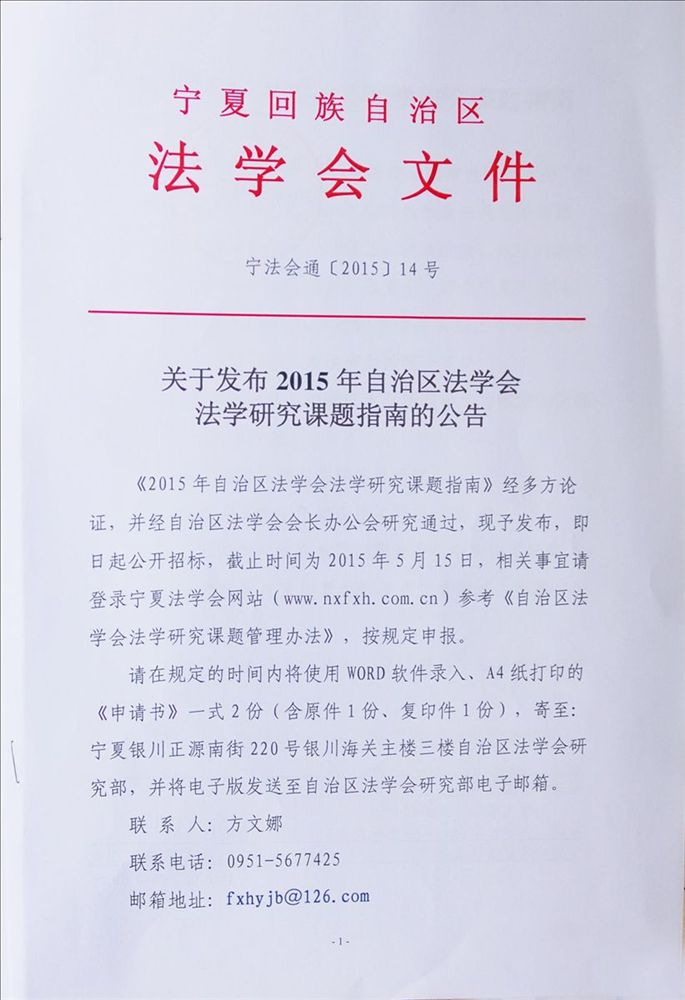 宁夏回族自治区
法学会文件
宁法会通〔2015〕14号
关于发布2015年自治区法学会
法学研究课题指南的公告
《2015年自治区法学会法学研究课题指南》经多方论
证，并经自治区法学会会长办公会研究通过，现予发布，即
日起公开招标，截止时间为2015年5月15日，相关事宜请
登录宁夏法学会网站（www.nxfxh.com.cn）参考《自治区法
学会法学研究课题管理办法》，按规定申报。
请在规定的时间内将使用WORD软件录入、A4纸打印的
《申请书》一式2份（含原件1份、复印件1份），寄至：
宁夏银川正源南街220号银川海关主楼三楼自治区法学会研
究部，并将电子版发送至自治区法学会研究部电子邮箱。
联 系 人：方文娜
联系电话：0951-5677425
邮箱地址：fxhyjb@126.com
- 1 -